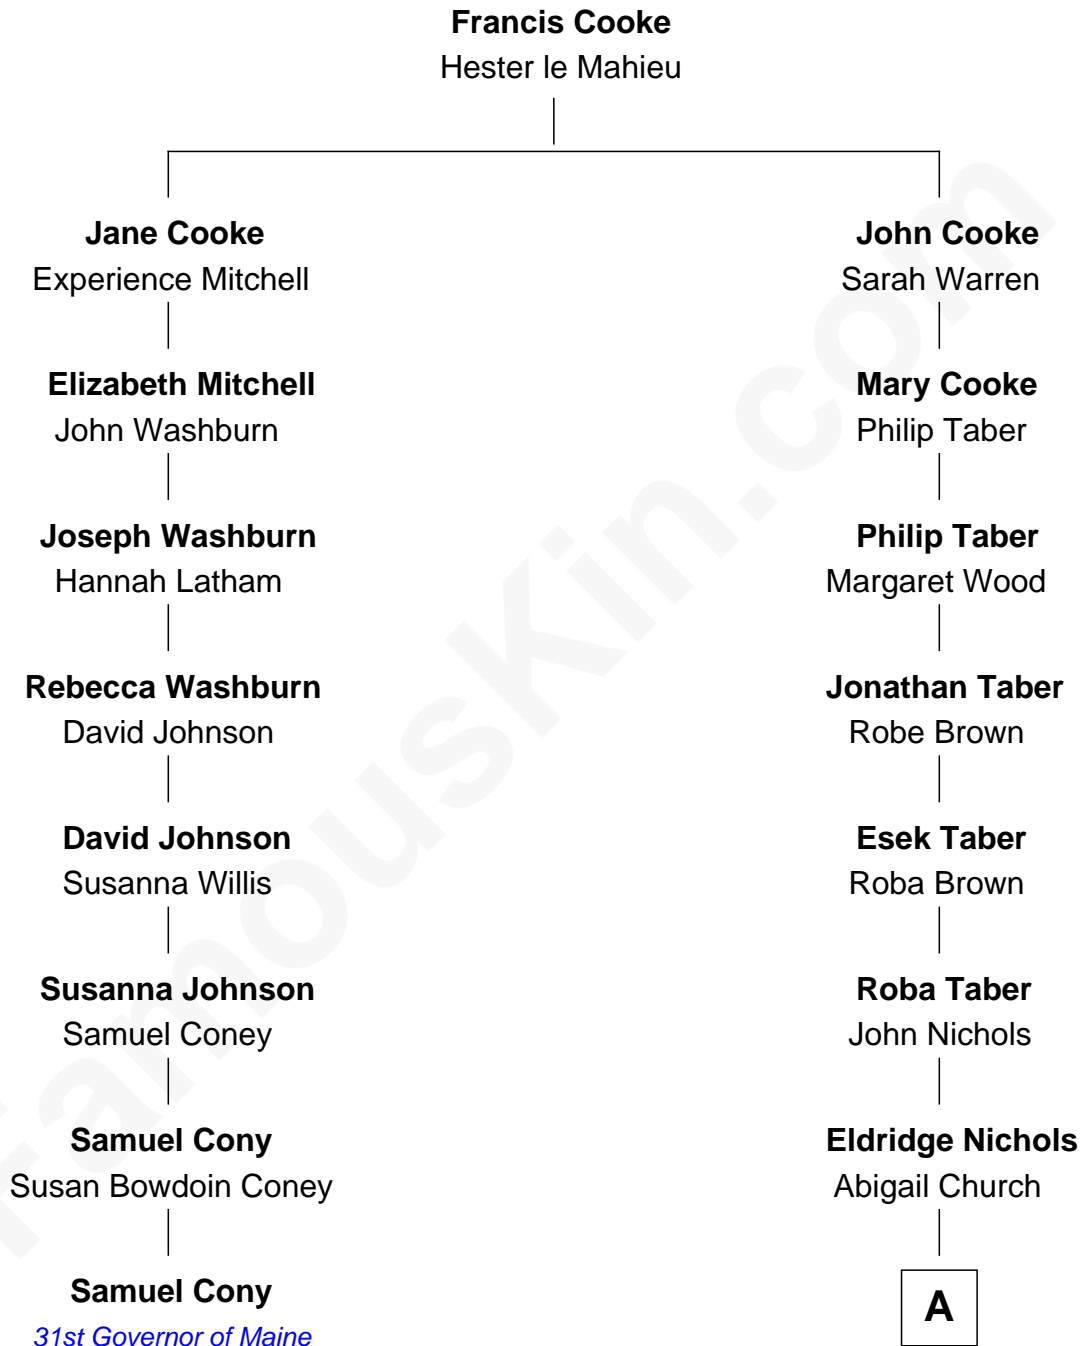 Francis Cooke
Hester le Mahieu
Jane Cooke
Experience Mitchell
John Cooke
Sarah Warren
Elizabeth Mitchell
John Washburn
Mary Cooke
Philip Taber
Joseph Washburn
Hannah Latham
Philip Taber
Margaret Wood
Rebecca Washburn
David Johnson
Jonathan Taber
Robe Brown
David Johnson
Susanna Willis
Esek Taber
Roba Brown
Susanna Johnson
Samuel Coney
Roba Taber
John Nichols
Samuel Cony
Susan Bowdoin Coney
Eldridge Nichols
Abigail Church
Samuel Cony
31st Governor of Maine
A
FamousKin.com